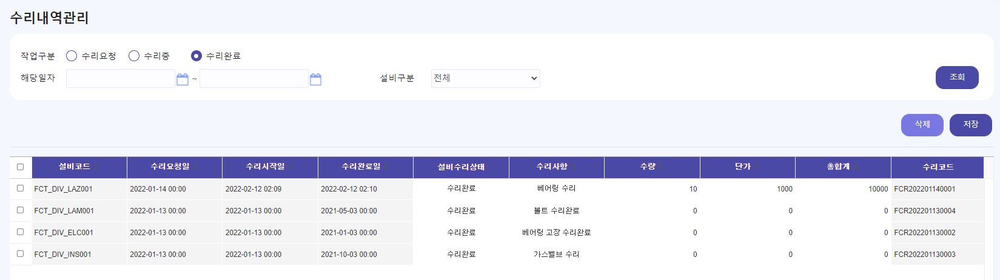 수리내역관리
작업구분 수리요청 수리중 수리완료
해당일자 ~ 설비구분 전체 조회
삭제 저장
설비코드 수리요청일 수리시작일 수리완료일 설비수리상태 수리사항 수량 단가 총합계 수리코드
FCT_DIV_LAZ001 2022-01-14 00:00 2022-02-12 02:09 2022-02-12 02:10 수리완료 베어링 수리 10 1000 10000 FCR202201140001
FCT_DIV_LAM001 2022-01-13 00:00 2022-01-13 00:00 2021-05-03 00:00 수리완료 볼트 수리완료 0 0 0 FCR202201130004
FCT_DIV_ELC001 2022-01-13 00:00 2022-01-13 00:00 2021-01-03 00:00 수리완료 베어링 고장 수리완료 0 0 0 FCR202201130002
FCT_DIV_INS001 2022-01-13 00:00 2022-01-13 00:00 2021-10-03 00:00 수리완료 가스벨브 수리 0 0 0 FCR202201130003